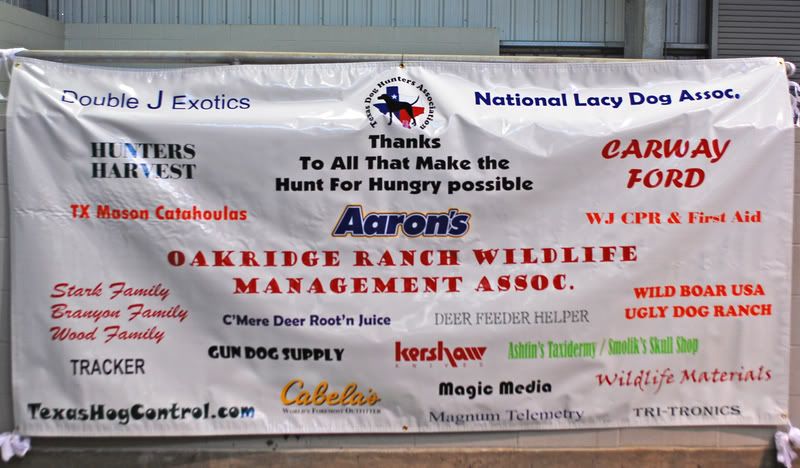 Double J Exotics
Texas Dog Hunters Association
National Lacy Dog Assoc.
HUNTERS
HARVEST
Thanks
To All That Make the
Hunt For Hungry possible
CARWAY
FORD
TX Mason Catahoulas
Aaron's
WJ CPR & First Aid
OAKRIDGE RANCH WILDLIFE
MANAGEMENT ASSOC.
Stark Family
Branyon Family
Wood Family
C'Mere Deer Root'n Juice
DEER FEEDER HELPER
WILD BOAR USA
UGLY DOG RANCH
TRACKER
GUN DOG SUPPLY
kershaw
KNIVES
Ashtin's Taxidermy / Smolik's Skull Shop
Cabela's
WORLD'S FOREMOST OUTFITTER
Magic Media
Wildlife Materials
TexasHogControl.com
Magnum Telemetry
TRI-TRONICS